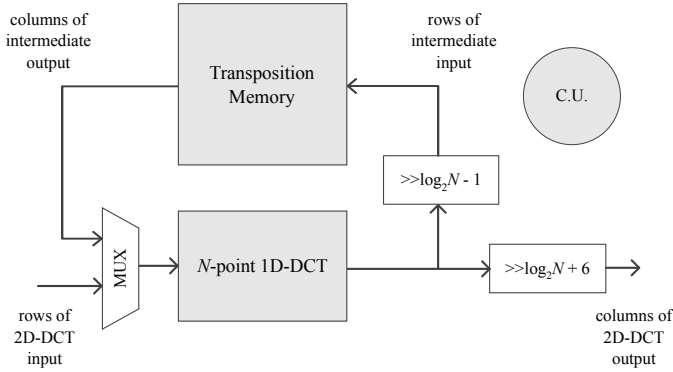 columns of
intermediate
output
Transposition
Memory
rows of
intermediate
input
C.U.
>>log₂N - 1
MUX
N-point 1D-DCT
>>log₂N + 6
rows of
2D-DCT
input
columns of
2D-DCT
output